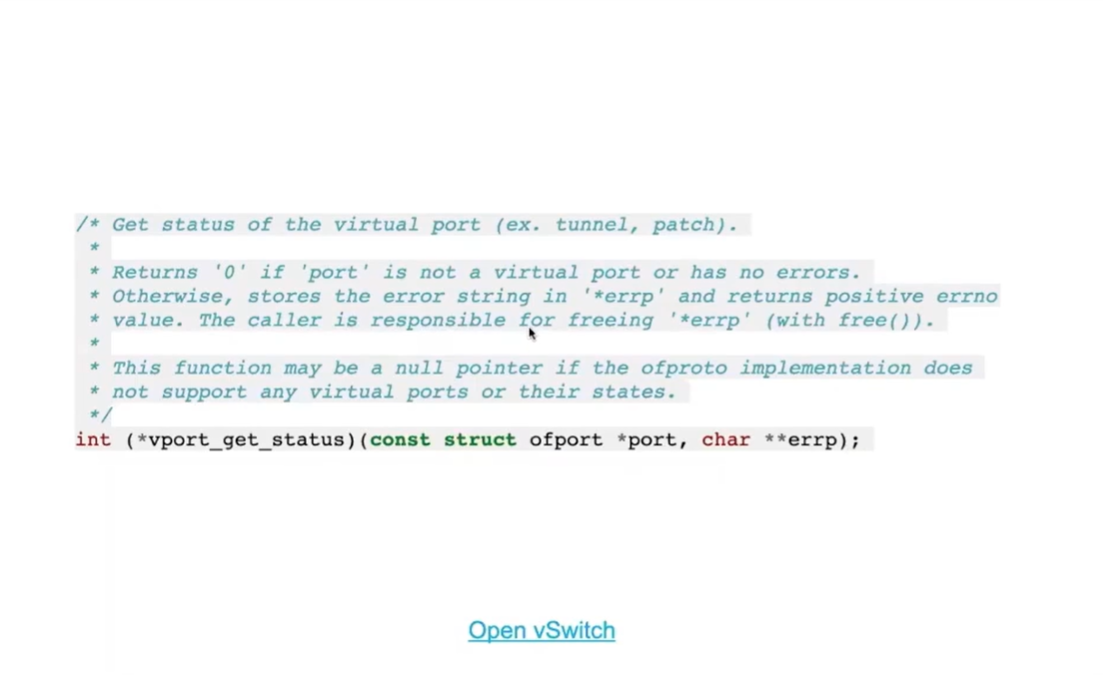 /* Get status of the virtual port (ex. tunnel, patch).
*
* Returns '0' if 'port' is not a virtual port or has no errors.
* Otherwise, stores the error string in '*errp' and returns positive errno
* value. The caller is responsible for freeing '*errp' (with free()).
*
* This function may be a null pointer if the ofproto implementation does
* not support any virtual ports or their states.
*/
int (*vport_get_status)(const struct ofport *port, char **errp);
Open vSwitch